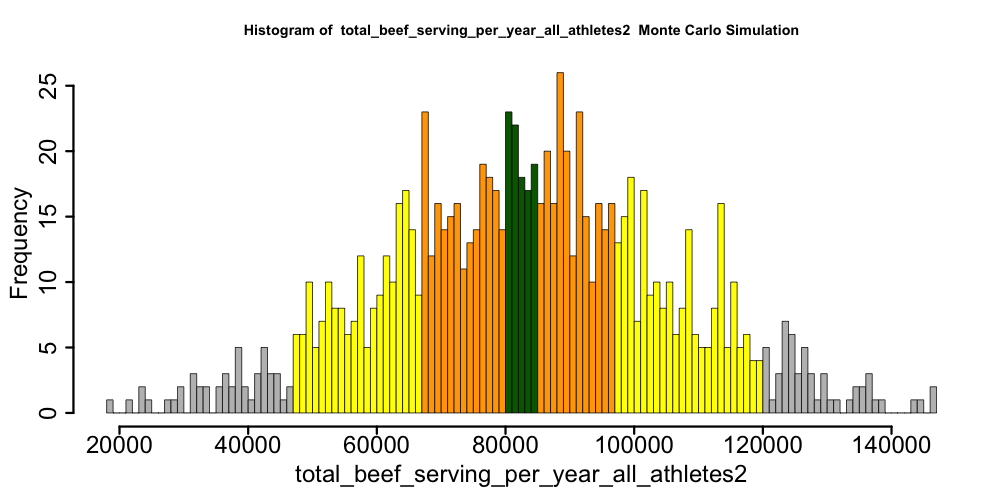 Histogram of  total_beef_serving_per_year_all_athletes2  Monte Carlo Simulation
Frequency
25
20
15
10
5
0
20000 40000 60000 80000 100000 120000 140000
total_beef_serving_per_year_all_athletes2